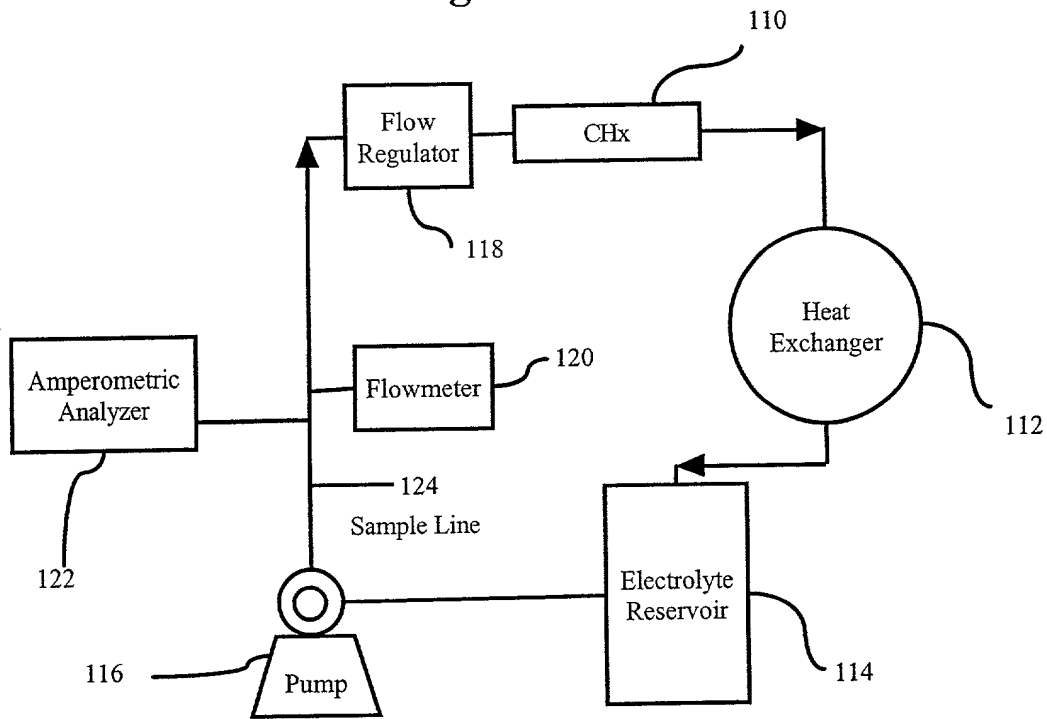 110
Flow
Regulator
CHx
118
Heat
Exchanger
112
Amperometric
Analyzer
Flowmeter
120
124
Sample Line
122
Electrolyte
Reservoir
114
116
Pump